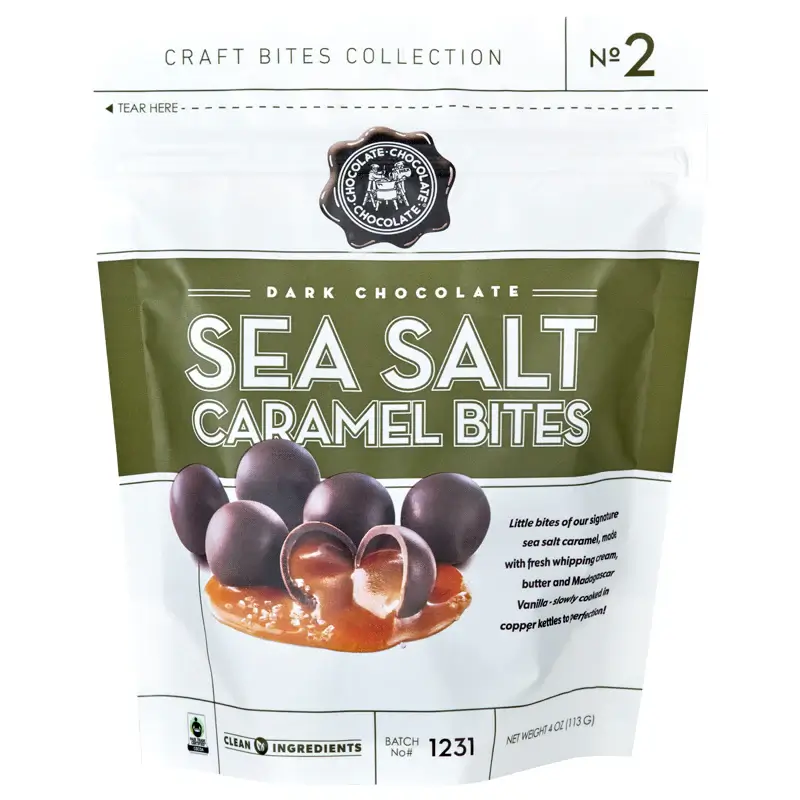 CRAFT BITES COLLECTION
Nº2
TEAR HERE
CHOCOLATE·CHOCOLATE·
CHOCOLATE
DARK CHOCOLATE
SEA SALT
CARAMEL BITES
Little bites of our signature
sea salt caramel, made
with fresh whipping cream,
butter and Madagascar
Vanilla - slowly cooked in
copper kettles to perfection!
CLEAN INGREDIENTS
BATCH
No# 1231
NET WEIGHT 4 OZ (113 G)